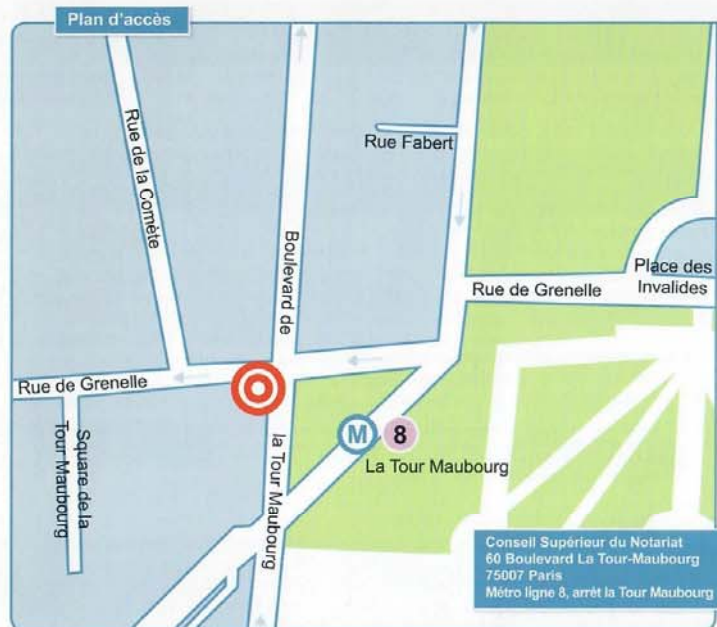 Plan d'accès
Rue de la Comète
Boulevard de
la Tour Maubourg
Rue Fabert
Place des
Invalides
Rue de Grenelle
Rue de Grenelle
Square de la
Tour Maubourg
M 8
La Tour Maubourg
Conseil Supérieur du Notariat
60 Boulevard La Tour-Maubourg
75007 Paris
Métro ligne 8, arrêt la Tour Maubourg